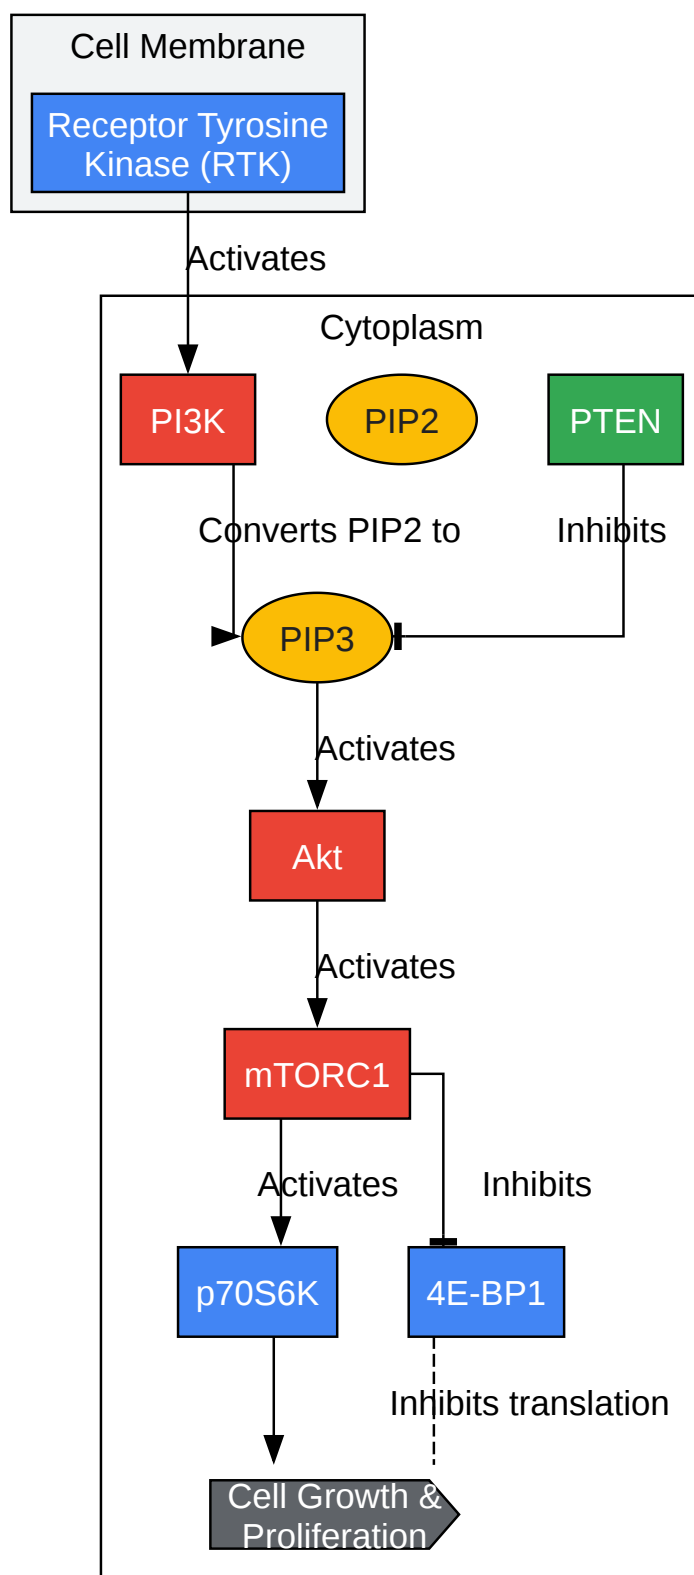 Cell Membrane
Receptor Tyrosine
Kinase (RTK)
Activates
Cytoplasm
PI3K
PIP2
PTEN
Converts PIP2 to
Inhibits
PIP3
Activates
Akt
Activates
mTORC1
Activates
Inhibits
p70S6K
4E-BP1
Inhibits translation
Cell Growth &
Proliferation